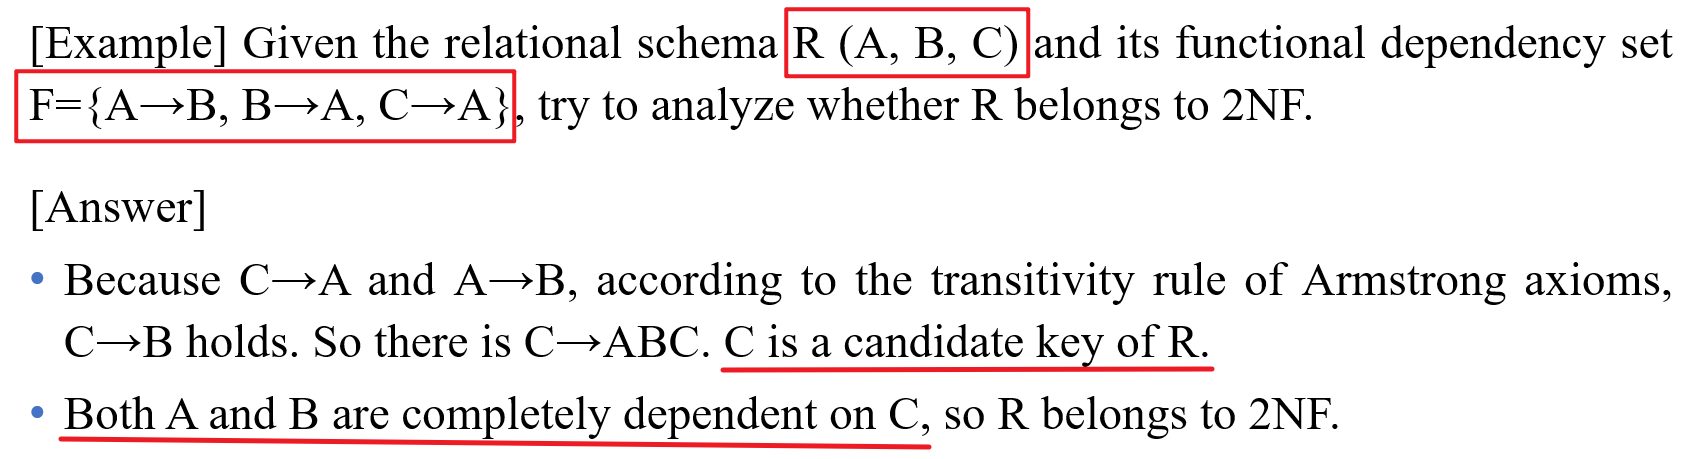 [Example] Given the relational schema R (A, B, C) and its functional dependency set
F={A→B, B→A, C→A}, try to analyze whether R belongs to 2NF.
[Answer]
• Because C→A and A→B, according to the transitivity rule of Armstrong axioms,
C→B holds. So there is C→ABC. C is a candidate key of R.
• Both A and B are completely dependent on C, so R belongs to 2NF.